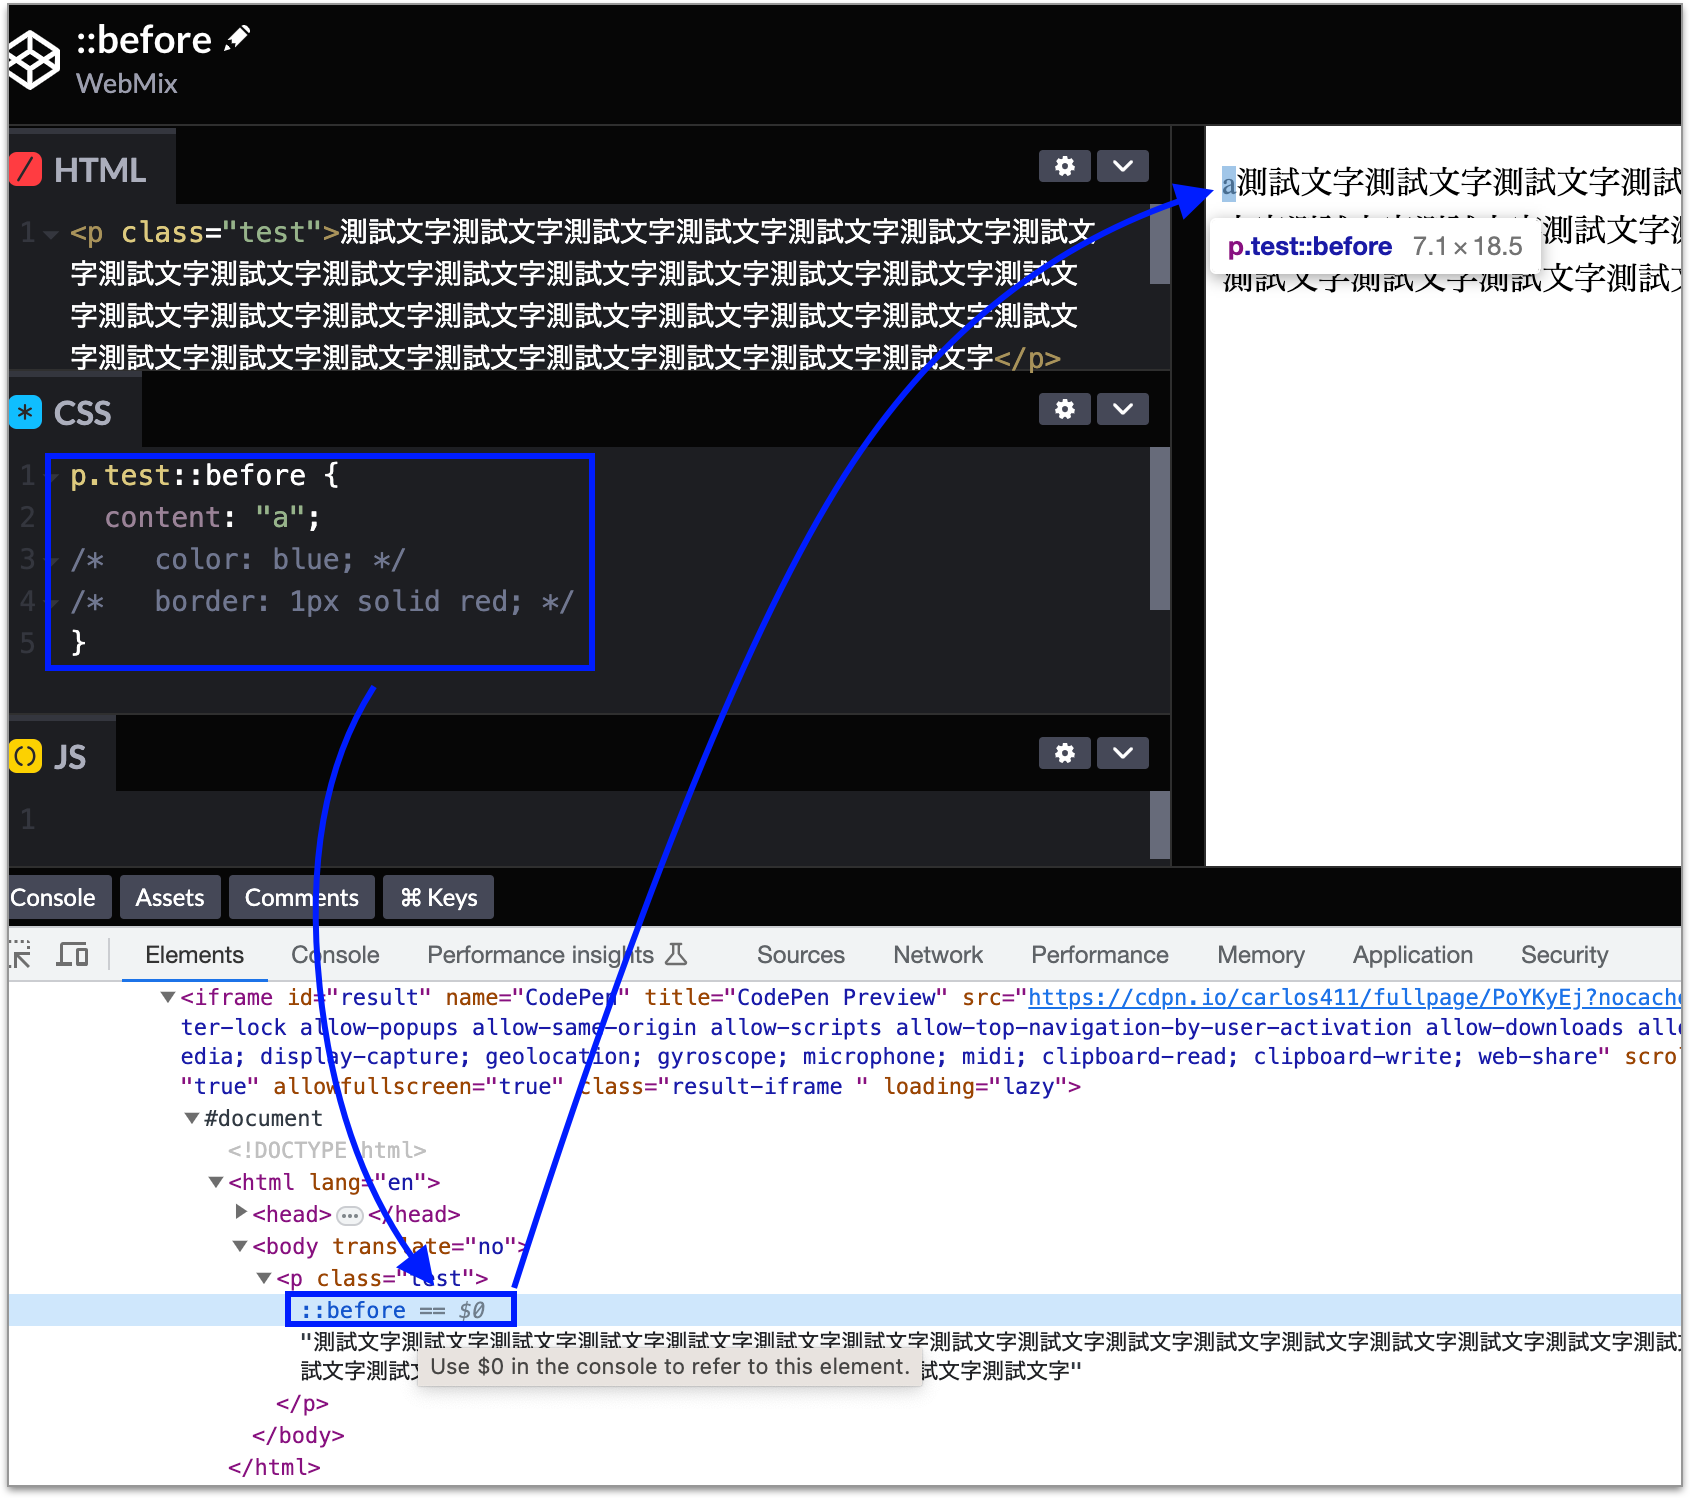 ::before
WebMix
HTML
1 <p class="test">測試文字測試文字測試文字測試文字測試文字測試文字測試文
字測試文字測試文字測試文字測試文字測試文字測試文字測試文字測試文字測試文
字測試文字測試文字測試文字測試文字測試文字測試文字測試文字測試文字測試文
字測試文字測試文字測試文字測試文字測試文字測試文字測試文字測試文字</p>
CSS
1 p.test::before {
2 content: "a";
3 /* color: blue; */
4 /* border: 1px solid red; */
5 }
JS
1
a測試文字測試文字測試文字測試
測試文字
p.test::before 7.1 × 18.5
測試文字測試文字測試文字測試
Console Assets Comments ⌘ Keys
Elements Console Performance insights Sources Network Performance Memory Application Security
<iframe id="result" name="CodePen" title="CodePen Preview" src="https://cdpn.io/carlos411/fullpage/PoYKyEj?nocache
ter-lock allow-popups allow-same-origin allow-scripts allow-top-navigation-by-user-activation allow-downloads allo
edia; display-capture; geolocation; gyroscope; microphone; midi; clipboard-read; clipboard-write; web-share" scro
"true" allowfullscreen="true" class="result-iframe " loading="lazy">
#document
<!DOCTYPE html>
<html lang="en">
<head>…</head>
<body translate="no">
<p class="test">
::before == $0
"測試文字測試文字測試文字測試文字測試文字測試文字測試文字測試文字測試文字測試文字測試文字測試文字測試文字測試文字測試文字測試
試文字測試 試文字測試文字"
Use $0 in the console to refer to this element.
</p>
</body>
</html>